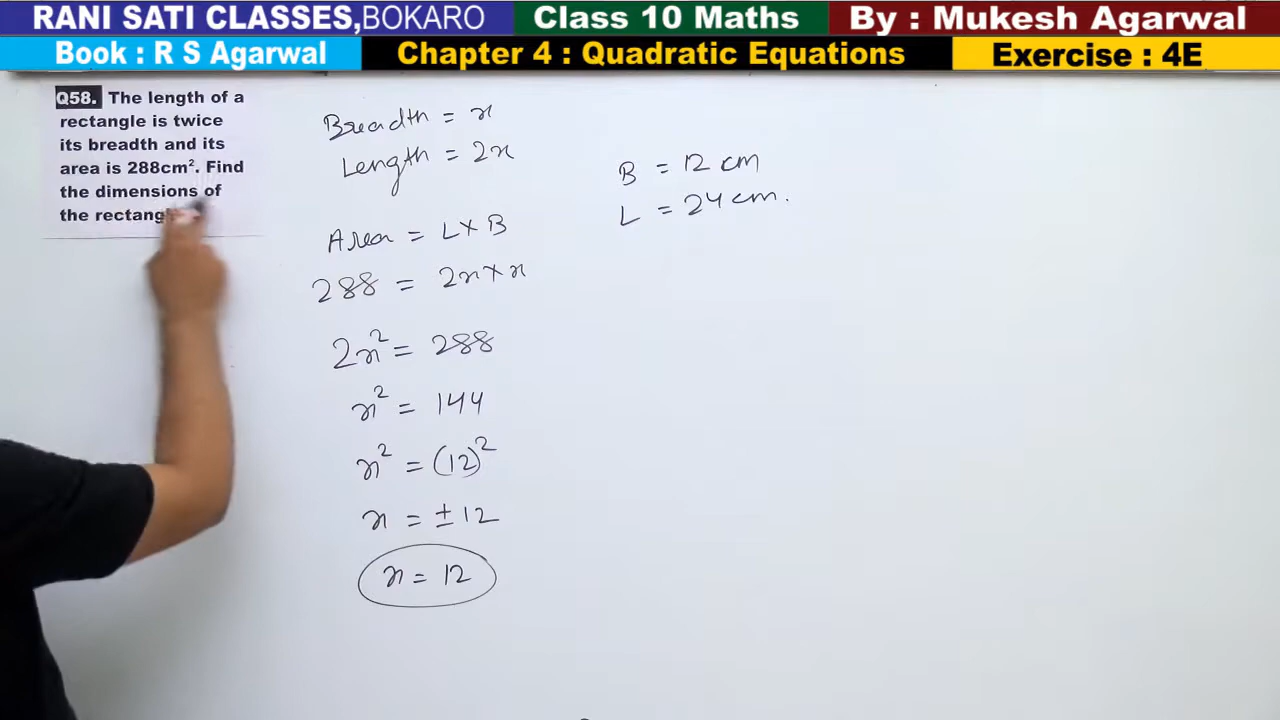 RANI SATI CLASSES,BOKARO
Class 10 Maths
By : Mukesh Agarwal
Book : R S Agarwal
Chapter 4 : Quadratic Equations
Exercise : 4E
Q58. The length of a
rectangle is twice
its breadth and its
area is 288cm². Find
the dimensions of
the rectang
Breadth = x
Length = 2x
Area = L×B
288 = 2x×x
2x² = 288
x² = 144
x² = (12)²
x = ±12
x = 12
B = 12 cm
L = 24 cm.